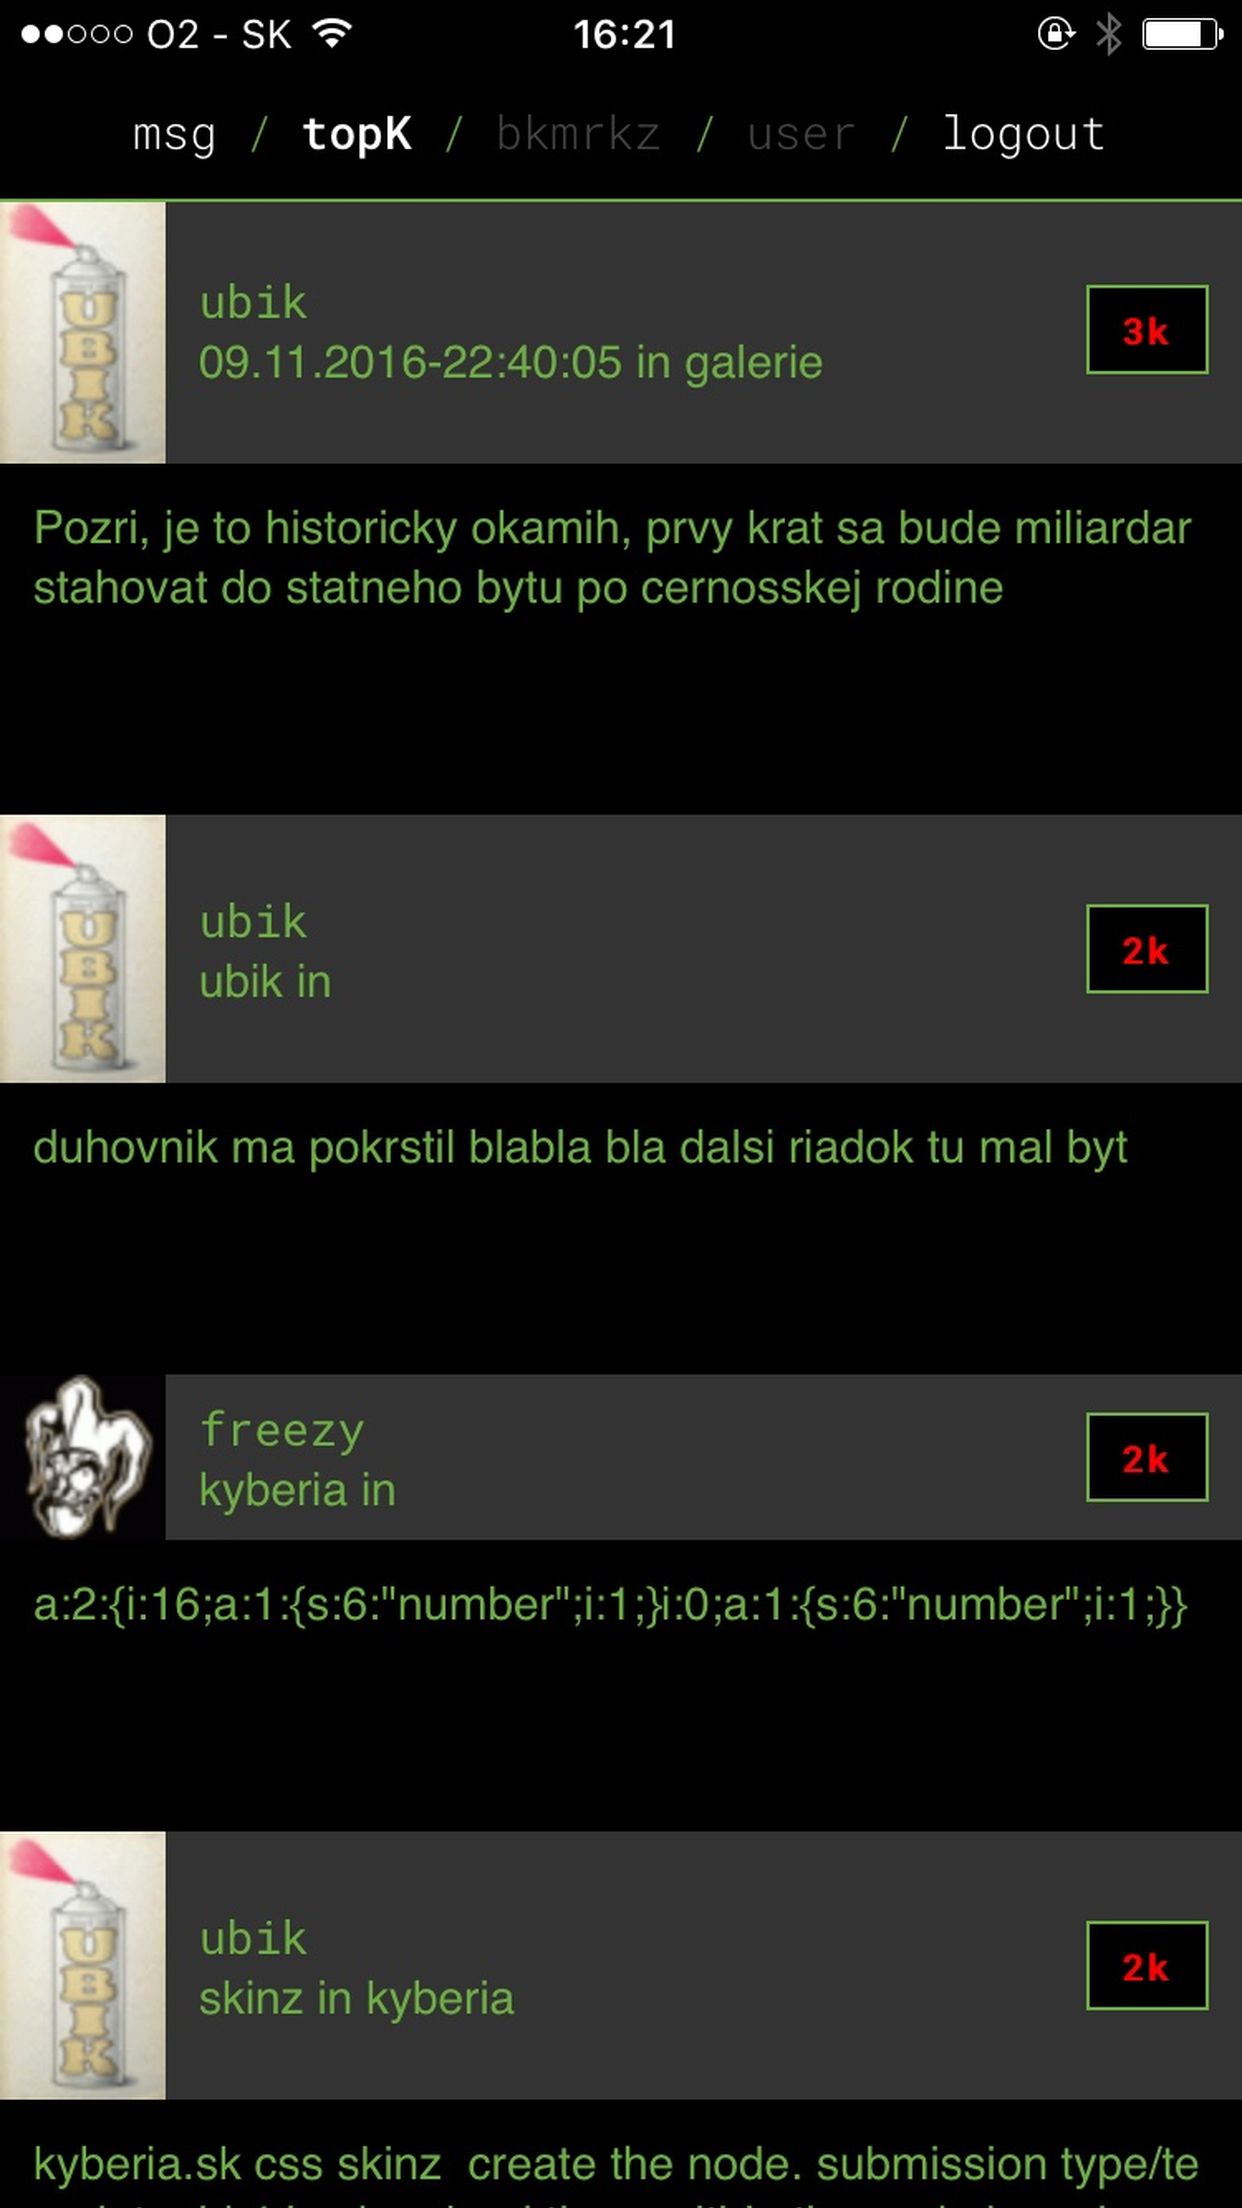 O2 - SK 16:21
msg / topK / bkmrkz / user / logout
UBIK
ubik
09.11.2016-22:40:05 in galerie
3k
Pozri, je to historicky okamih, prvy krat sa bude miliardar
stahovat do statneho bytu po cernosskej rodine
UBIK
ubik
ubik in
2k
duhovnik ma pokrstil blabla bla dalsi riadok tu mal byt
freezy
kyberia in
2k
a:2:{i:16;a:1:{s:6:"number";i:1;}i:0;a:1:{s:6:"number";i:1;}}
UBIK
ubik
skinz in kyberia
2k
kyberia.sk css skinz  create the node. submission type/te